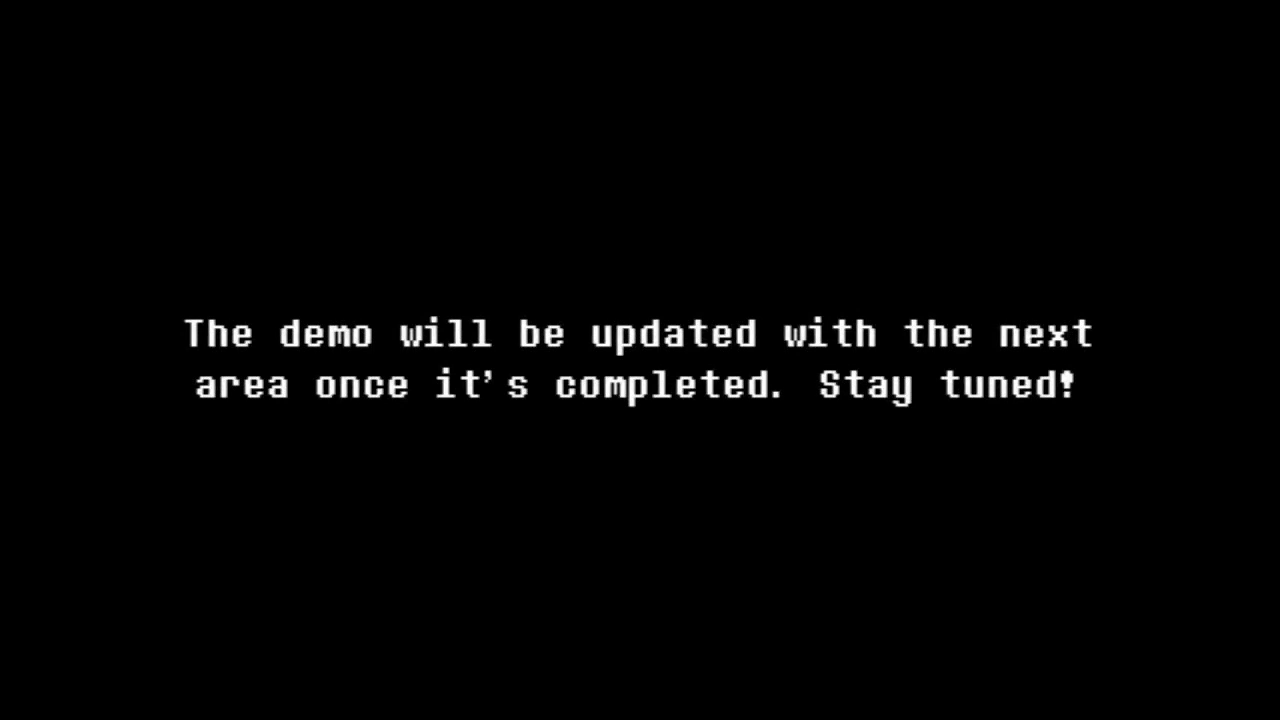 The demo will be updated with the next
area once it's completed. Stay tuned!